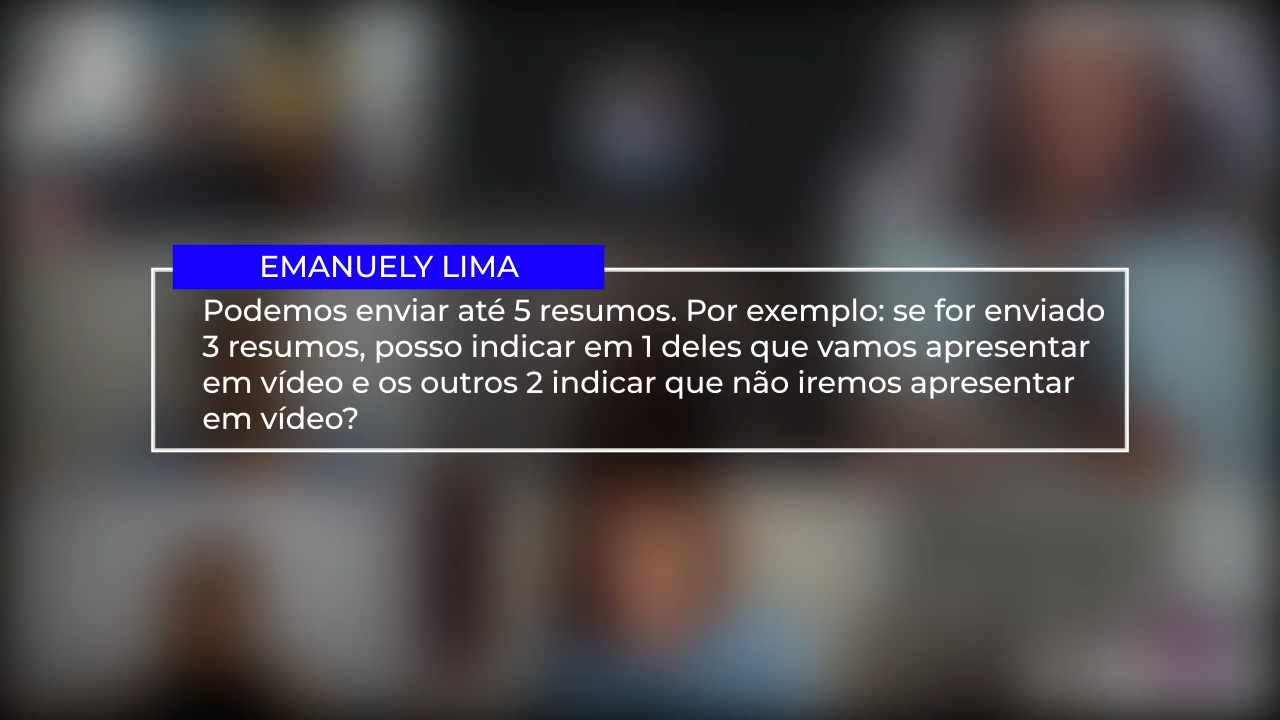 EMANUELY LIMA
Podemos enviar até 5 resumos. Por exemplo: se for enviado
3 resumos, posso indicar em 1 deles que vamos apresentar
em vídeo e os outros 2 indicar que não iremos apresentar
em vídeo?